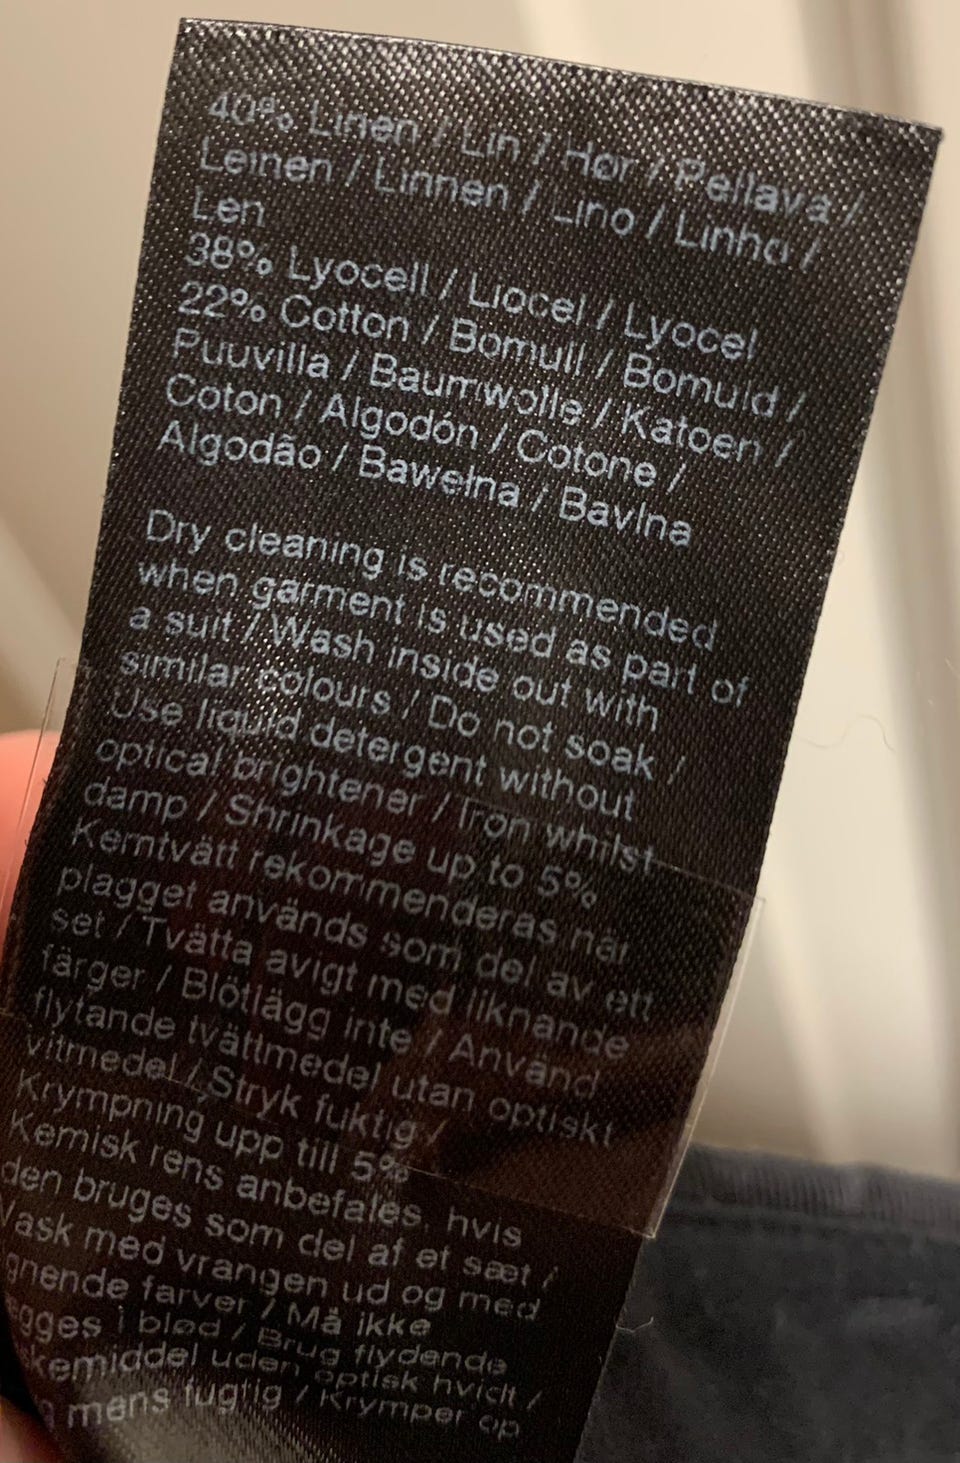 40% Linen / Lin / Hør / Pellava /
Leinen / Linnen / Lino / Linho /
Len
38% Lyocell / Liocel / Lyocel
22% Cotton / Bomull / Bomuld /
Puuvilla / Baumwolle / Katoen /
Coton / Algodón / Cotone /
Algodão / Bawełna / Bavlna
Dry cleaning is recommended
when garment is used as part of
a suit / Wash inside out with
similar colours / Do not soak /
Use liquid detergent without
optical brightener / Iron whilst
damp / Shrinkage up to 5%
Kemtvätt rekommenderas när
plagget används som del av ett
set / Tvätta avigt med liknande
färger / Blötlägg inte / Använd
flytande tvättmedel utan optiskt
vitmedel / Stryk fuktig /
Krympning upp till 5%
Kemisk rens anbefales, hvis
den bruges som del af et sæt /
Vask med vrangen ud og med
gnende farver / Må ikke
gges i blød / Brug flydende
kemiddel uden optisk hvidt /
mens fugtig / Krymper op